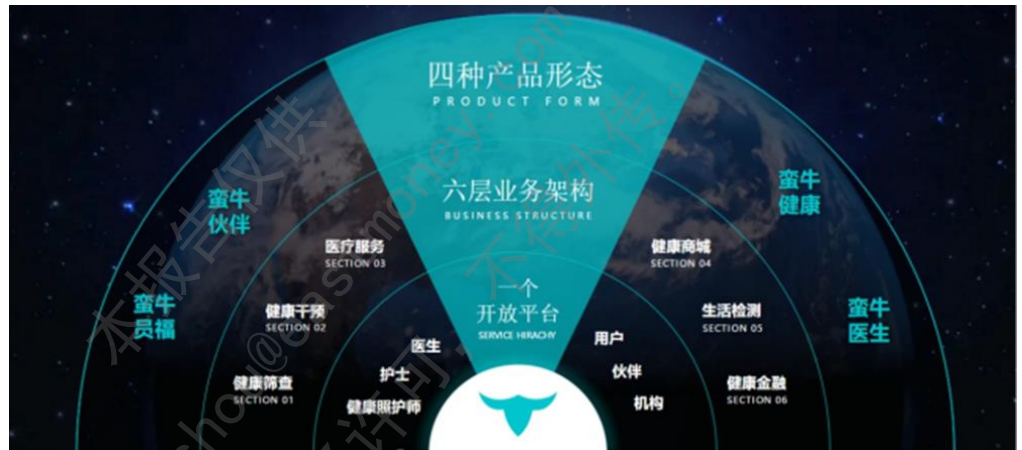 四种产品形态
PRODUCT FORM
六层业务架构
BUSINESS STRUCTURE
一个
开放平台
SERVICE HIRACHY
蛮牛
伙伴
蛮牛
员福
蛮牛
健康
蛮牛
医生
医疗服务
SECTION 03
健康干预
SECTION 02
健康筛查
SECTION 01
健康商城
SECTION 04
生活检测
SECTION 05
健康金融
SECTION 06
医生
护士
健康照护师
用户
伙伴
机构
本报告仅供
不得外传。